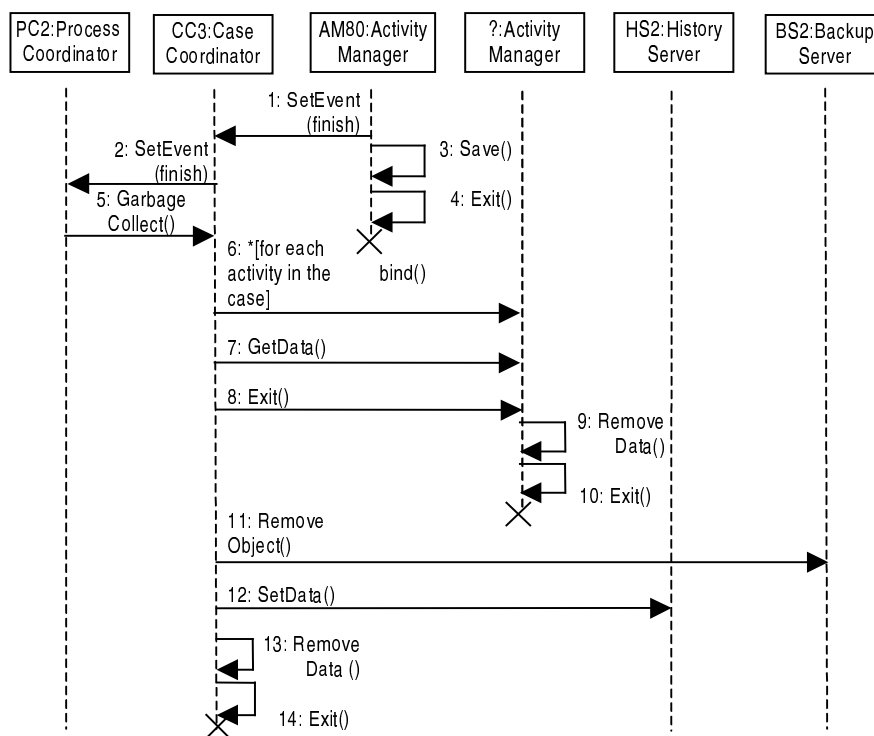 PC2:Process
Coordinator
CC3:Case
Coordinator
AM80:Activity
Manager
?:Activity
Manager
HS2:History
Server
BS2:Backup
Server
1: SetEvent
(finish)
2: SetEvent
(finish)
3: Save()
4: Exit()
5: Garbage
Collect()
6: *[for each
activity in the
case]
bind()
7: GetData()
8: Exit()
9: Remove
Data()
10: Exit()
11: Remove
Object()
12: SetData()
13: Remove
Data ()
14: Exit()